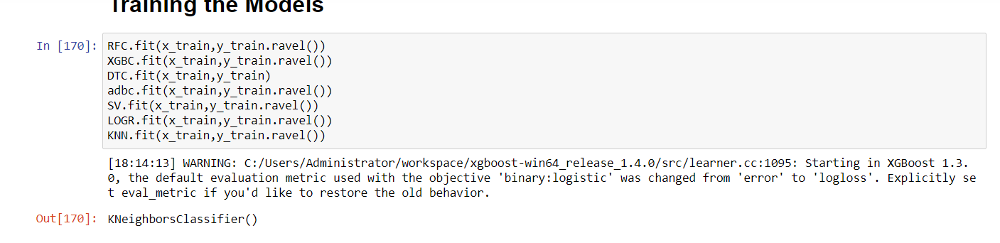 Training the Models
In [170]:
RFC.fit(x_train,y_train.ravel())
XGBC.fit(x_train,y_train.ravel())
DTC.fit(x_train,y_train)
adbc.fit(x_train,y_train.ravel())
SV.fit(x_train,y_train.ravel())
LOGR.fit(x_train,y_train.ravel())
KNN.fit(x_train,y_train.ravel())
[18:14:13] WARNING: C:/Users/Administrator/workspace/xgboost-win64_release_1.4.0/src/learner.cc:1095: Starting in XGBoost 1.3.
0, the default evaluation metric used with the objective 'binary:logistic' was changed from 'error' to 'logloss'. Explicitly se
t eval_metric if you'd like to restore the old behavior.
Out[170]: KNeighborsClassifier()